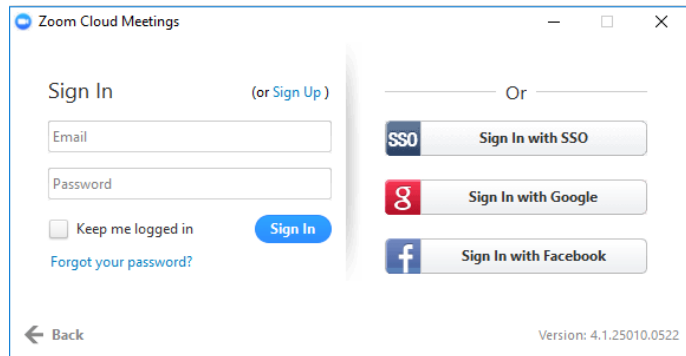 Zoom Cloud Meetings
Sign In
(or Sign Up )
Email
Password
Keep me logged in
Sign In
Forgot your password?
Or
SSO
Sign In with SSO
g
Sign In with Google
f
Sign In with Facebook
Back
Version: 4.1.25010.0522